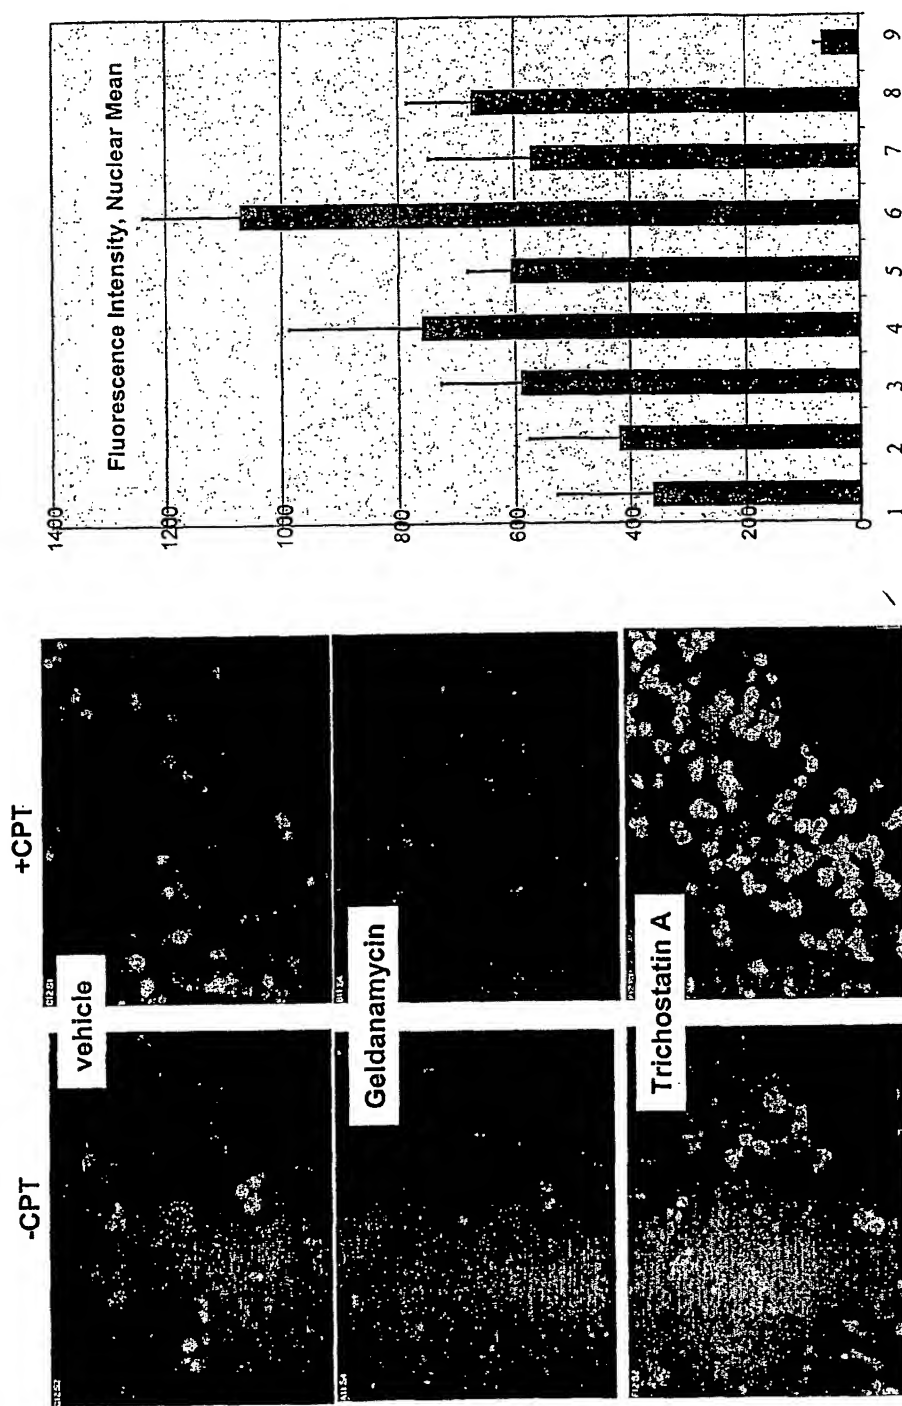 -CPT
+CPT
vehicle
Geldanamycin
Trichostatin A
Fluorescence Intensity, Nuclear Mean
1400
1200
1000
800
600
400
200
0
1 2 3 4 5 6 7 8 9